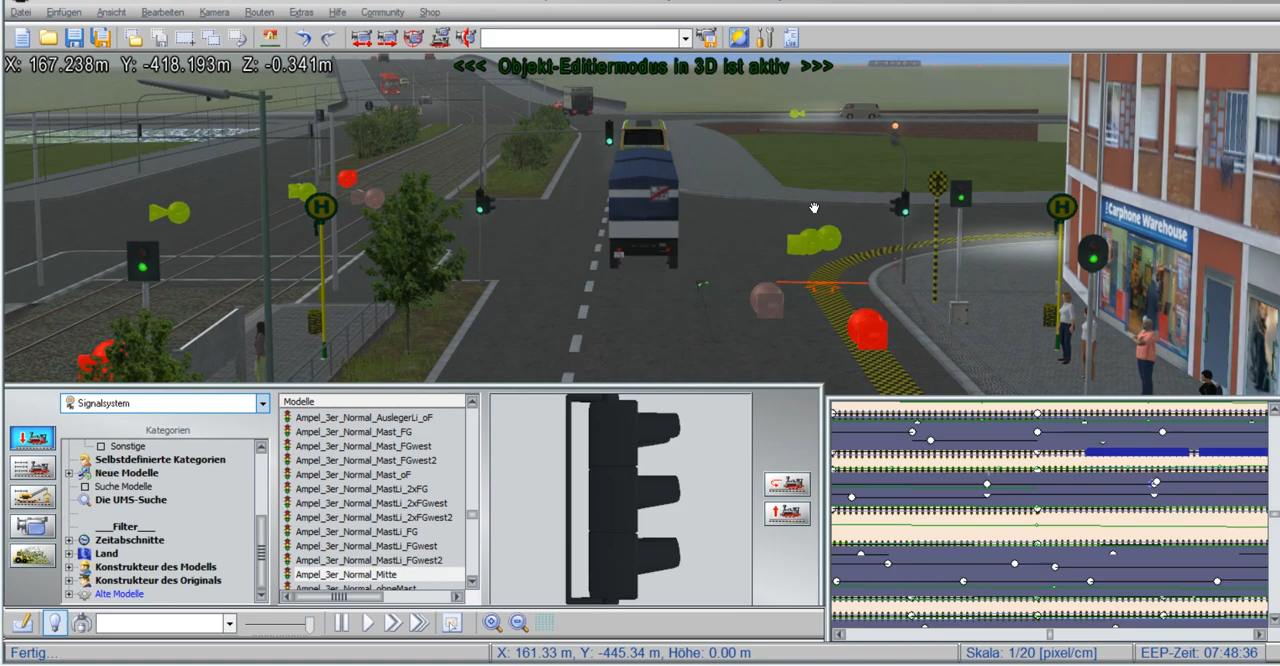 Datei Einfügen Ansicht Bearbeiten Kamera Routen Extras Hilfe Community Shop
X: 167.238m Y: -418.193m Z: -0.341m
<<< Objekt-Editiermodus in 3D ist aktiv >>>
H
H
Carphone Warehouse
Signalsystem
Kategorien
Sonstige
Selbstdefinierte Kategorien
Neue Modelle
Suche Modelle
Die UMS-Suche
___Filter___
Zeitabschnitte
Land
Konstrukteure des Modells
Konstrukteure des Originals
Alte Modelle
Modelle
Ampel_3er_Normal_AuslegerLi_oF
Ampel_3er_Normal_Mast_FG
Ampel_3er_Normal_Mast_FGwest
Ampel_3er_Normal_Mast_FGwest2
Ampel_3er_Normal_Mast_oF
Ampel_3er_Normal_MastLi_2xFG
Ampel_3er_Normal_MastLi_2xFGwest
Ampel_3er_Normal_MastLi_2xFGwest2
Ampel_3er_Normal_MastLi_FG
Ampel_3er_Normal_MastLi_FGwest
Ampel_3er_Normal_MastLi_FGwest2
Ampel_3er_Normal_Mitte
Ampel_3er_Normal_ohneMast
Fertig...
X: 161.33 m, Y: -445.34 m, Höhe: 0.00 m
Skala: 1/20 [pixel/cm]
EEP-Zeit: 07:48:36